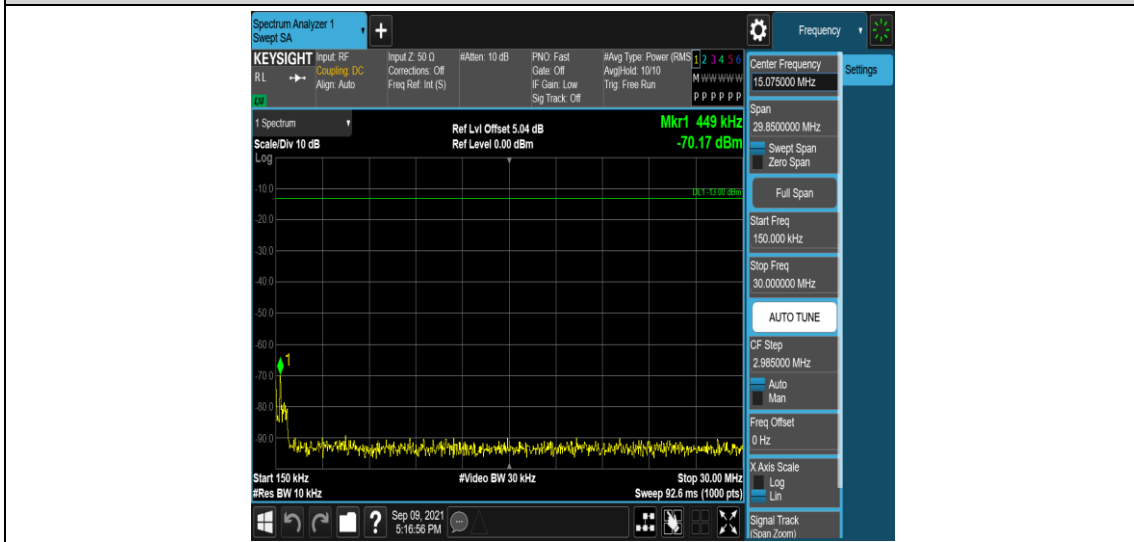 Spectrum Analyzer 1
Swept SA
+
Frequency
KEYSIGHT
RL
LXI
Input: RF
Coupling: DC
Align: Auto
Input Z: 50 Ω
Corrections: Off
Freq Ref: Int (S)
#Atten: 10 dB
PNO: Fast
Gate: Off
IF Gain: Low
Sig Track: Off
#Avg Type: Power (RMS
Avg|Hold: 10/10
Trig: Free Run
1 2 3 4 5 6
M W W W W W
P P P P P P
1 Spectrum
Scale/Div 10 dB
Log
Ref Lvl Offset 5.04 dB
Ref Level 0.00 dBm
Mkr1 449 kHz
-70.17 dBm
DL1 -13.00 dBm
-10.0
-20.0
-30.0
-40.0
-50.0
-60.0
1
-70.0
-80.0
-90.0
Start 150 kHz
#Res BW 10 kHz
#Video BW 30 kHz
Stop 30.00 MHz
Sweep 92.6 ms (1000 pts)
?
Sep 09, 2021
5:16:56 PM
Center Frequency
15.075000 MHz
Settings
Span
29.8500000 MHz
Swept Span
Zero Span
Full Span
Start Freq
150.000 kHz
Stop Freq
30.000000 MHz
AUTO TUNE
CF Step
2.985000 MHz
Auto
Man
Freq Offset
0 Hz
X Axis Scale
Log
Lin
Signal Track
(Span Zoom)